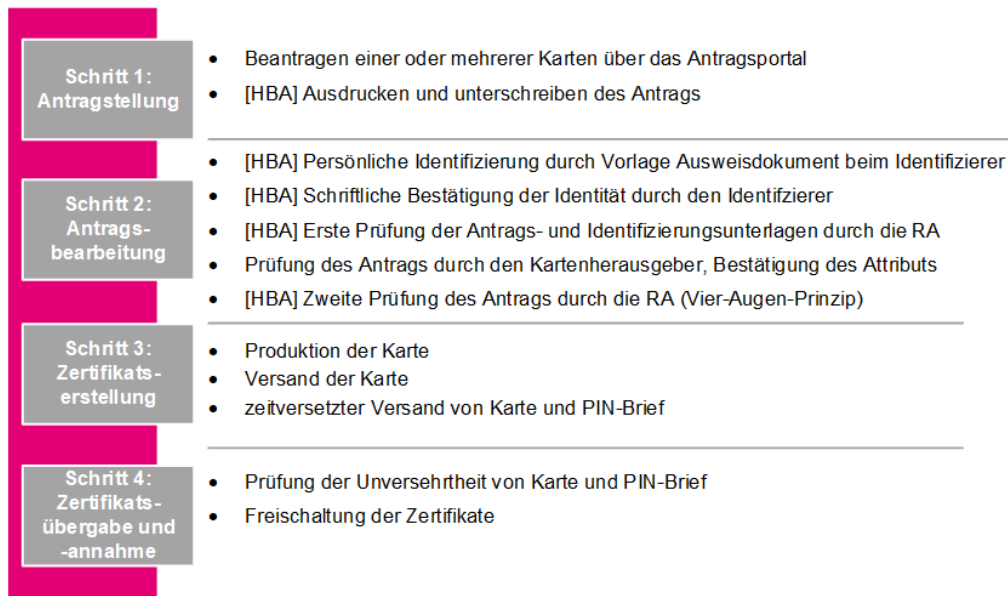 Schritt 1:
Antragstellung
• Beantragen einer oder mehrerer Karten über das Antragsportal
• [HBA] Ausdrucken und unterschreiben des Antrags
Schritt 2:
Antrags-
bearbeitung
• [HBA] Persönliche Identifizierung durch Vorlage Ausweisdokument beim Identifizierer
• [HBA] Schriftliche Bestätigung der Identität durch den Identifzierer
• [HBA] Erste Prüfung der Antrags- und Identifizierungsunterlagen durch die RA
• Prüfung des Antrags durch den Kartenherausgeber, Bestätigung des Attributs
• [HBA] Zweite Prüfung des Antrags durch die RA (Vier-Augen-Prinzip)
Schritt 3:
Zertifikats-
erstellung
• Produktion der Karte
• Versand der Karte
• zeitversetzter Versand von Karte und PIN-Brief
Schritt 4:
Zertifikats-
übergabe und
-annahme
• Prüfung der Unversehrtheit von Karte und PIN-Brief
• Freischaltung der Zertifikate